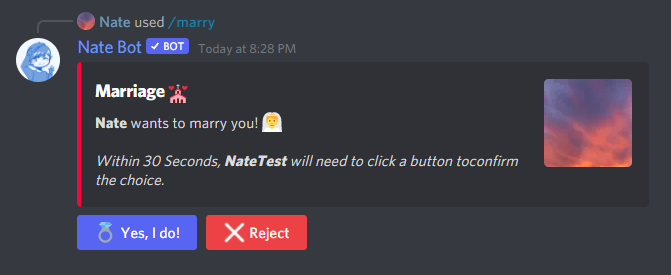 Nate used /marry
Nate Bot BOT Today at 8:28 PM
Marriage
Nate wants to marry you!
Within 30 Seconds, NateTest will need to click a button toconfirm
the choice.
Yes, I do! Reject